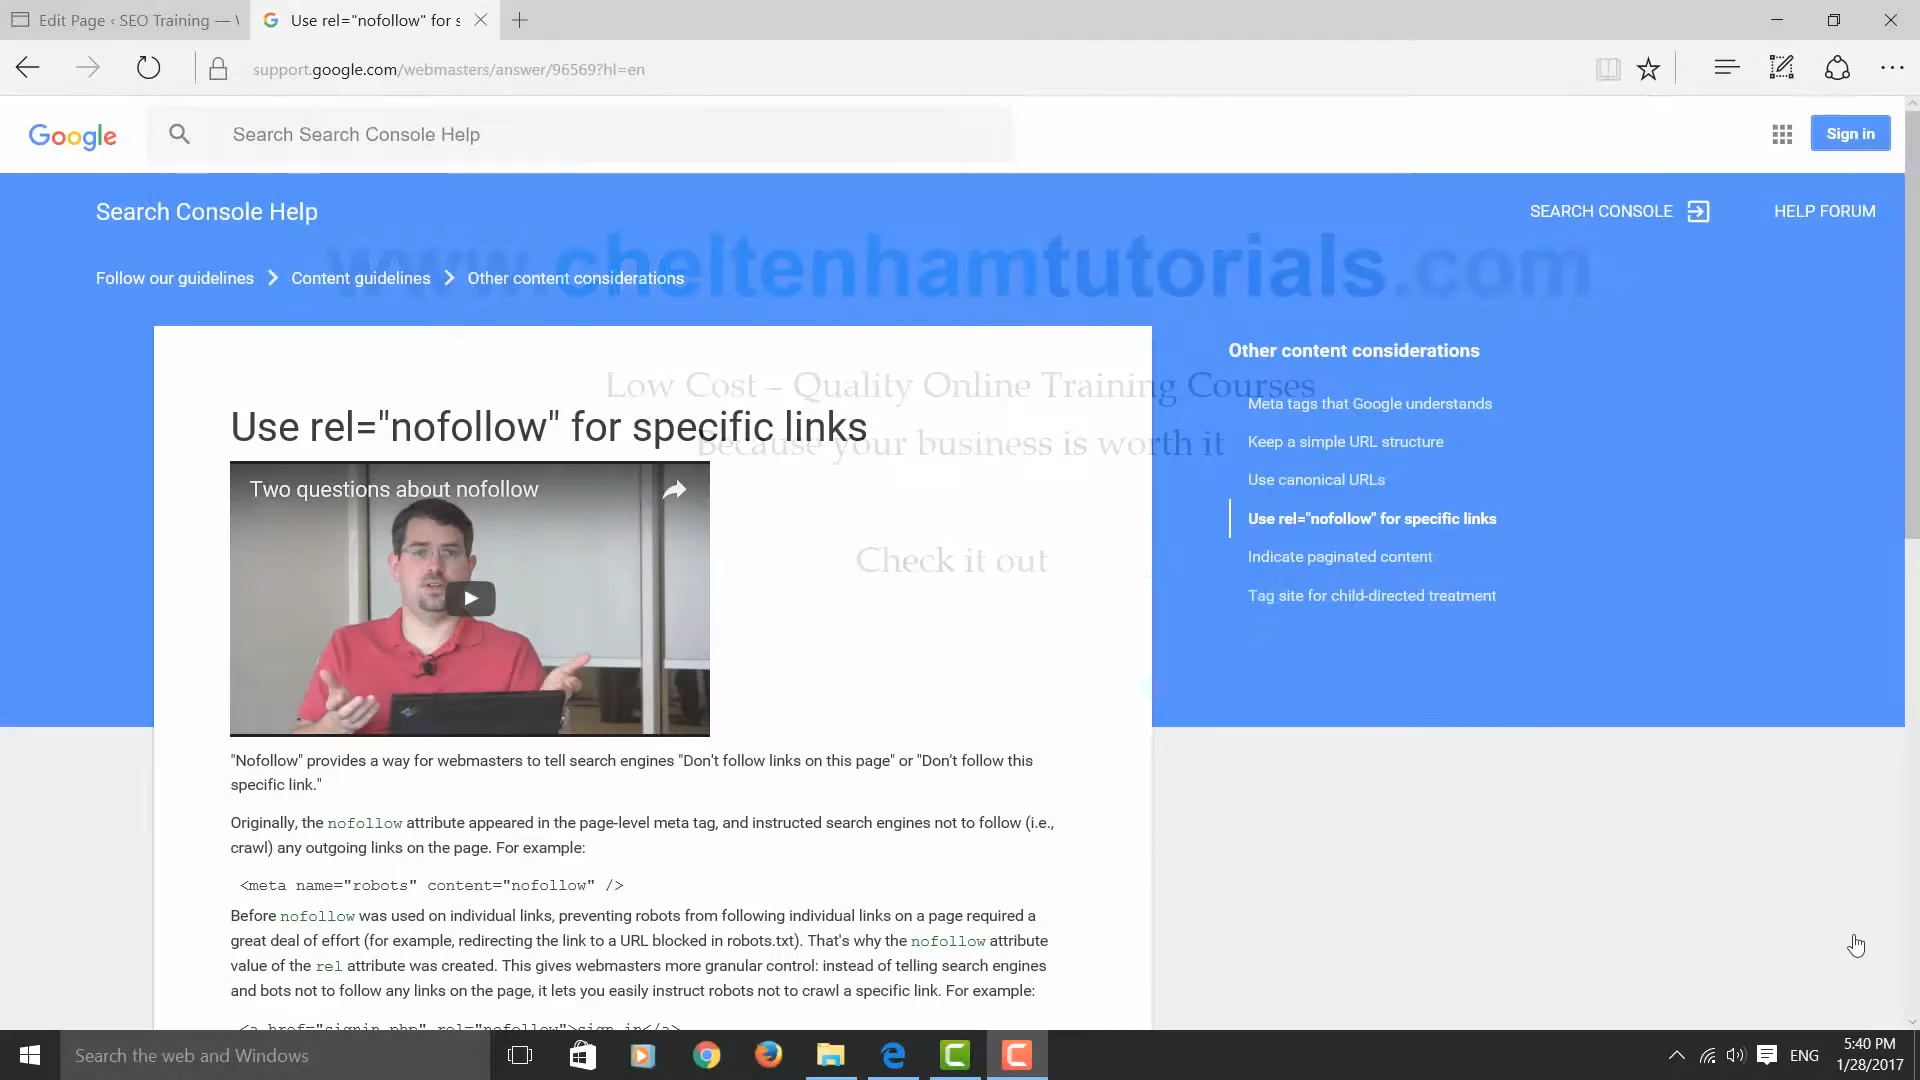 Edit Page ‹ SEO Training —
Use rel="nofollow" for s
support.google.com/webmasters/answer/96569?hl=en
Google
Search Search Console Help
Sign in
Search Console Help
SEARCH CONSOLE
HELP FORUM
www.cheltenhamtutorials.com
Follow our guidelines
Content guidelines
Other content considerations
Low Cost – Quality Online Training Courses
Because your business is worth it
Check it out
Use rel="nofollow" for specific links
Two questions about nofollow
"Nofollow" provides a way for webmasters to tell search engines "Don't follow links on this page" or "Don't follow this
specific link."
Originally, the nofollow attribute appeared in the page-level meta tag, and instructed search engines not to follow (i.e.,
crawl) any outgoing links on the page. For example:
<meta name="robots" content="nofollow" />
Before nofollow was used on individual links, preventing robots from following individual links on a page required a
great deal of effort (for example, redirecting the link to a URL blocked in robots.txt). That's why the nofollow attribute
value of the rel attribute was created. This gives webmasters more granular control: instead of telling search engines
and bots not to follow any links on the page, it lets you easily instruct robots not to crawl a specific link. For example:
<a href="signin.php" rel="nofollow">sign in</a>
Other content considerations
Meta tags that Google understands
Keep a simple URL structure
Use canonical URLs
Use rel="nofollow" for specific links
Indicate paginated content
Tag site for child-directed treatment
Search the web and Windows
ENG
5:40 PM
1/28/2017